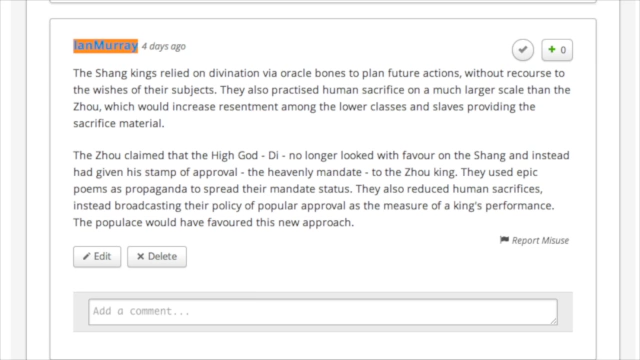 IanMurray 4 days ago
+ 0
The Shang kings relied on divination via oracle bones to plan future actions, without recourse to
the wishes of their subjects. They also practised human sacrifice on a much larger scale than the
Zhou, which would increase resentment among the lower classes and slaves providing the
sacrifice material.
The Zhou claimed that the High God - Di - no longer looked with favour on the Shang and instead
had given his stamp of approval - the heavenly mandate - to the Zhou king. They used epic
poems as propaganda to spread their mandate status. They also reduced human sacrifices,
instead broadcasting their policy of popular approval as the measure of a king's performance.
The populace would have favoured this new approach.
Report Misuse
Edit
Delete
Add a comment...